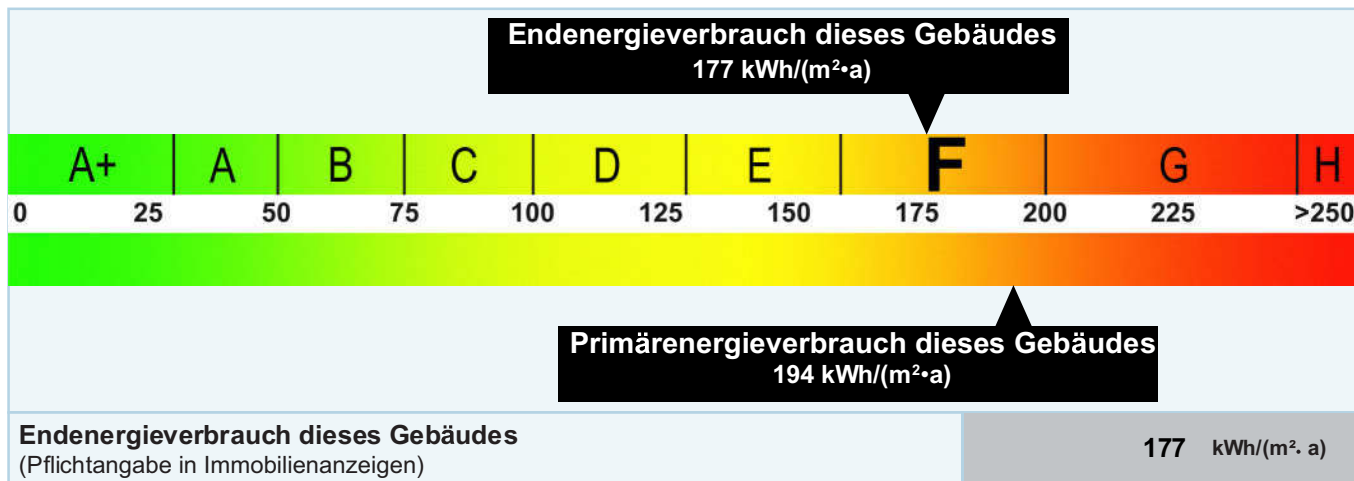 Endenergieverbrauch dieses Gebäudes
177 kWh/(m²•a)
A+ A B C D E F G H
0 25 50 75 100 125 150 175 200 225 >250
Primärenergieverbrauch dieses Gebäudes
194 kWh/(m²•a)
Endenergieverbrauch dieses Gebäudes
(Pflichtangabe in Immobilienanzeigen)
177 kWh/(m²· a)